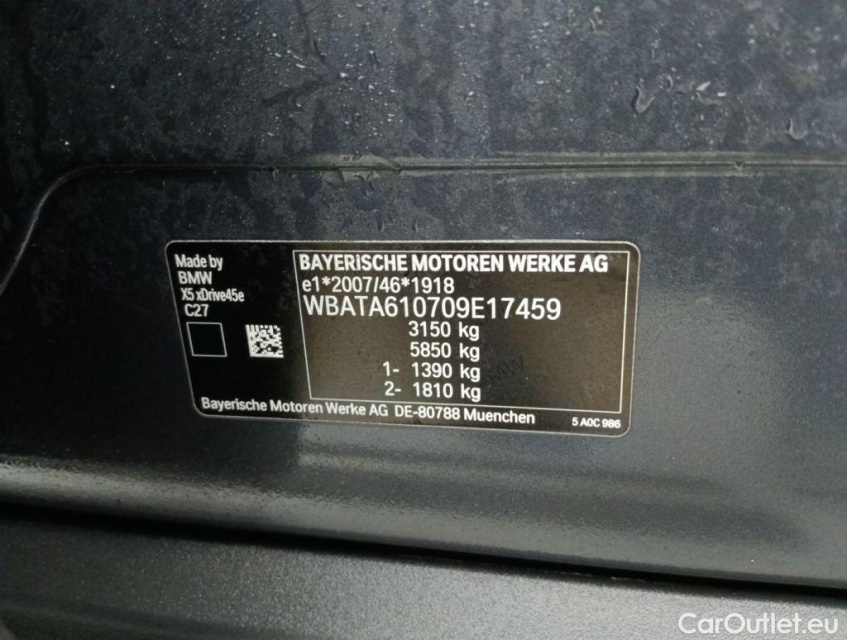 Made by
BMW
X5 xDrive45e
C27
BAYERISCHE MOTOREN WERKE AG
e1*2007/46*1918
WBATA610709E17459
3150 kg
5850 kg
1- 1390 kg
2- 1810 kg
Bayerische Motoren Werke AG DE-80788 Muenchen
5 A0C 986
CarOutlet.eu